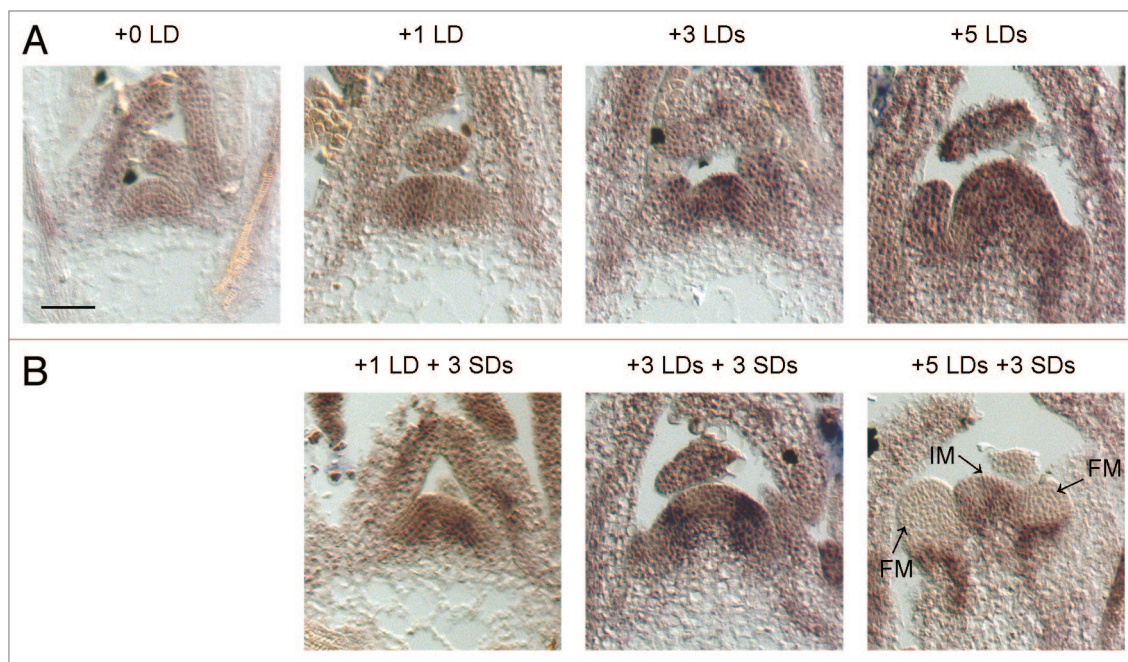 A
+0 LD
+1 LD
+3 LDs
+5 LDs
B
+1 LD + 3 SDs
+3 LDs + 3 SDs
+5 LDs +3 SDs
IM
FM
FM